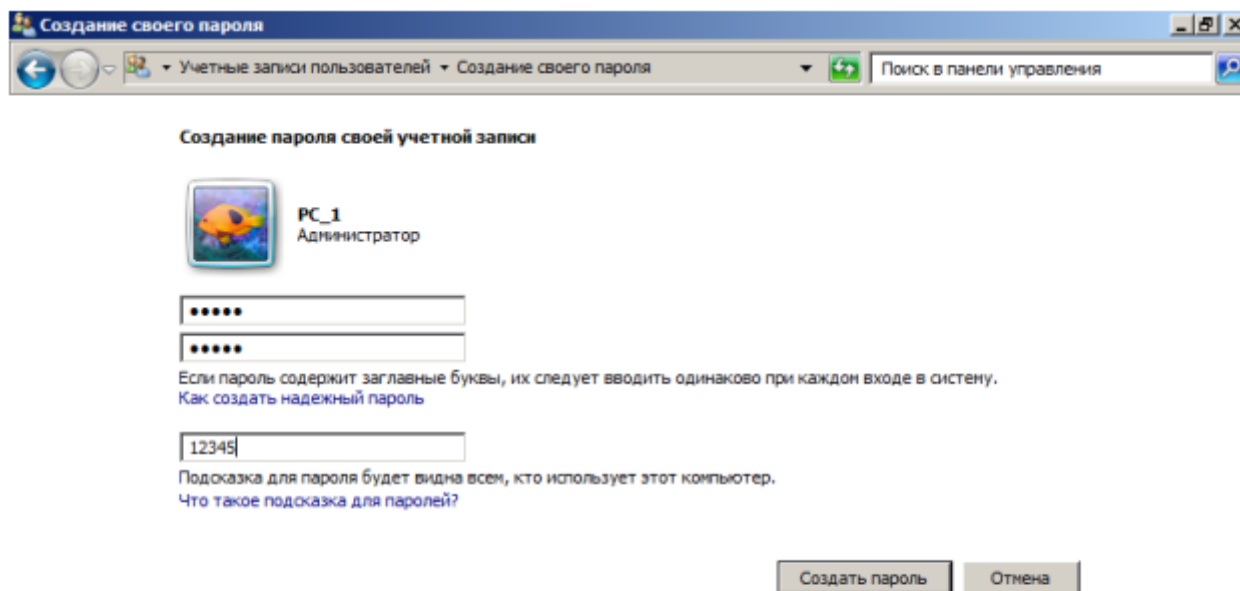 Создание своего пароля
Учетные записи пользователей Создание своего пароля Поиск в панели управления
Создание пароля своей учетной записи
PC_1
Администратор
•••••
•••••
Если пароль содержит заглавные буквы, их следует вводить одинаково при каждом входе в систему.
Как создать надежный пароль
12345
Подсказка для пароля будет видна всем, кто использует этот компьютер.
Что такое подсказка для паролей?
Создать пароль Отмена